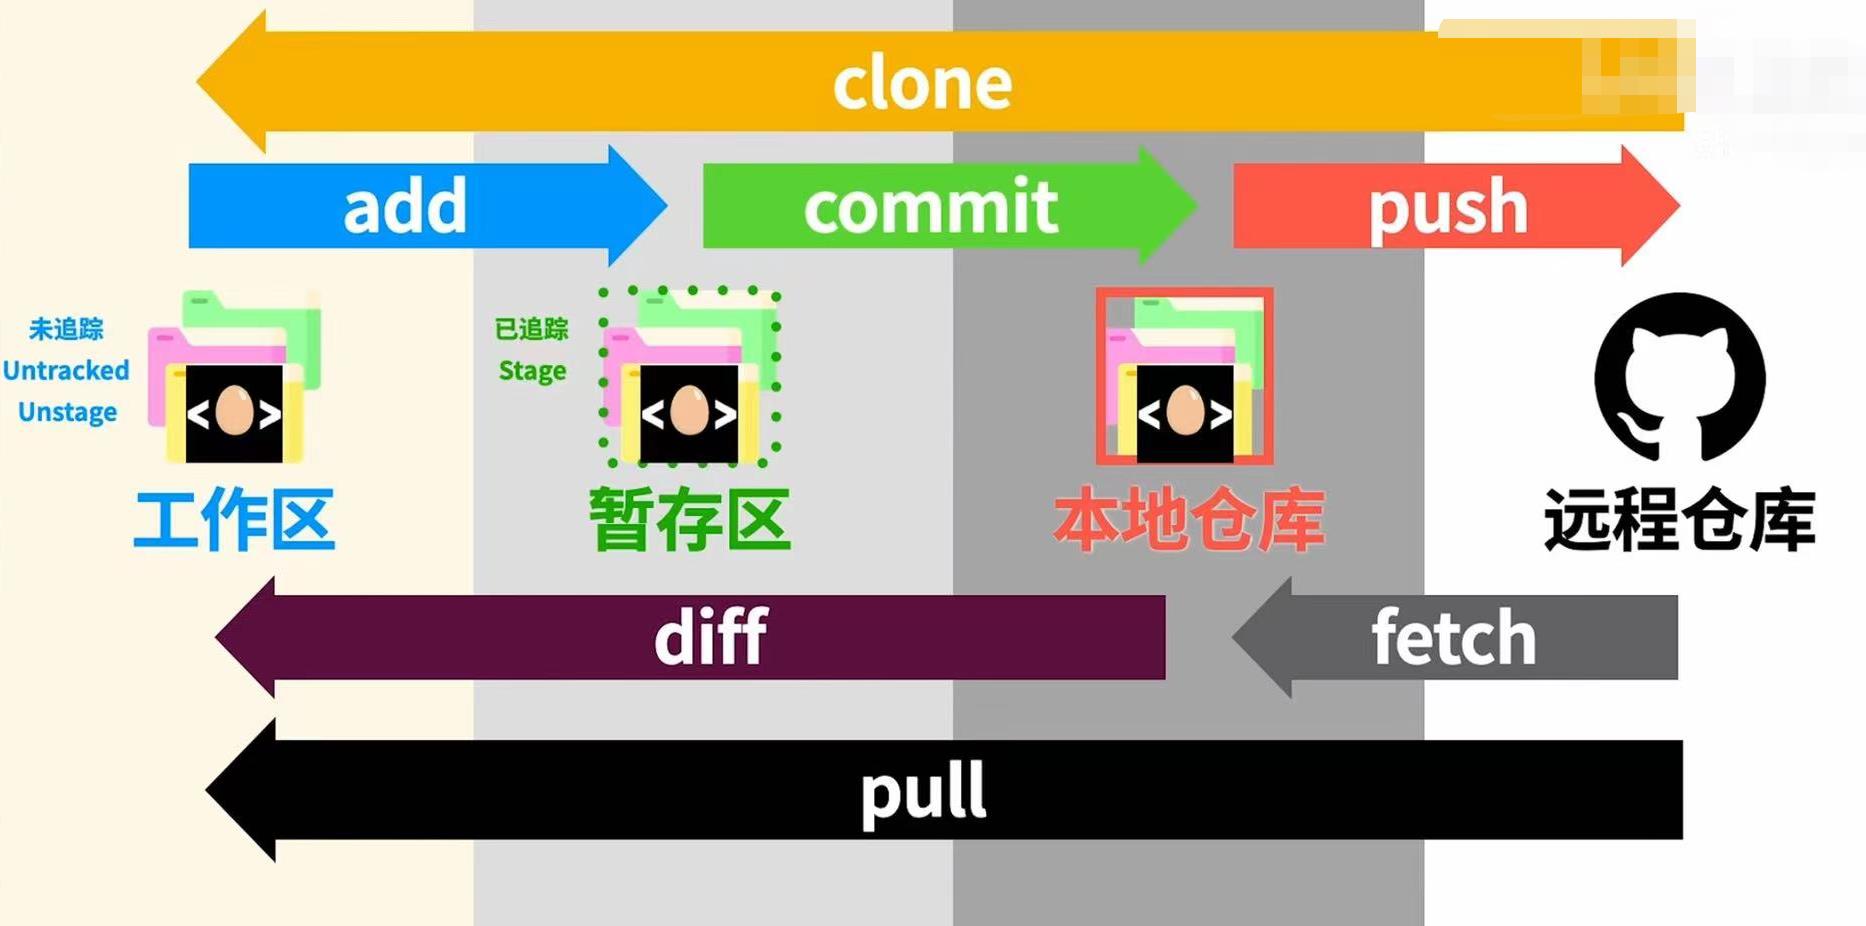 clone
add
commit
push
未追踪
Untracked
Unstage
已追踪
Stage
< >
< >
< >
工作区
暂存区
本地仓库
远程仓库
diff
fetch
pull